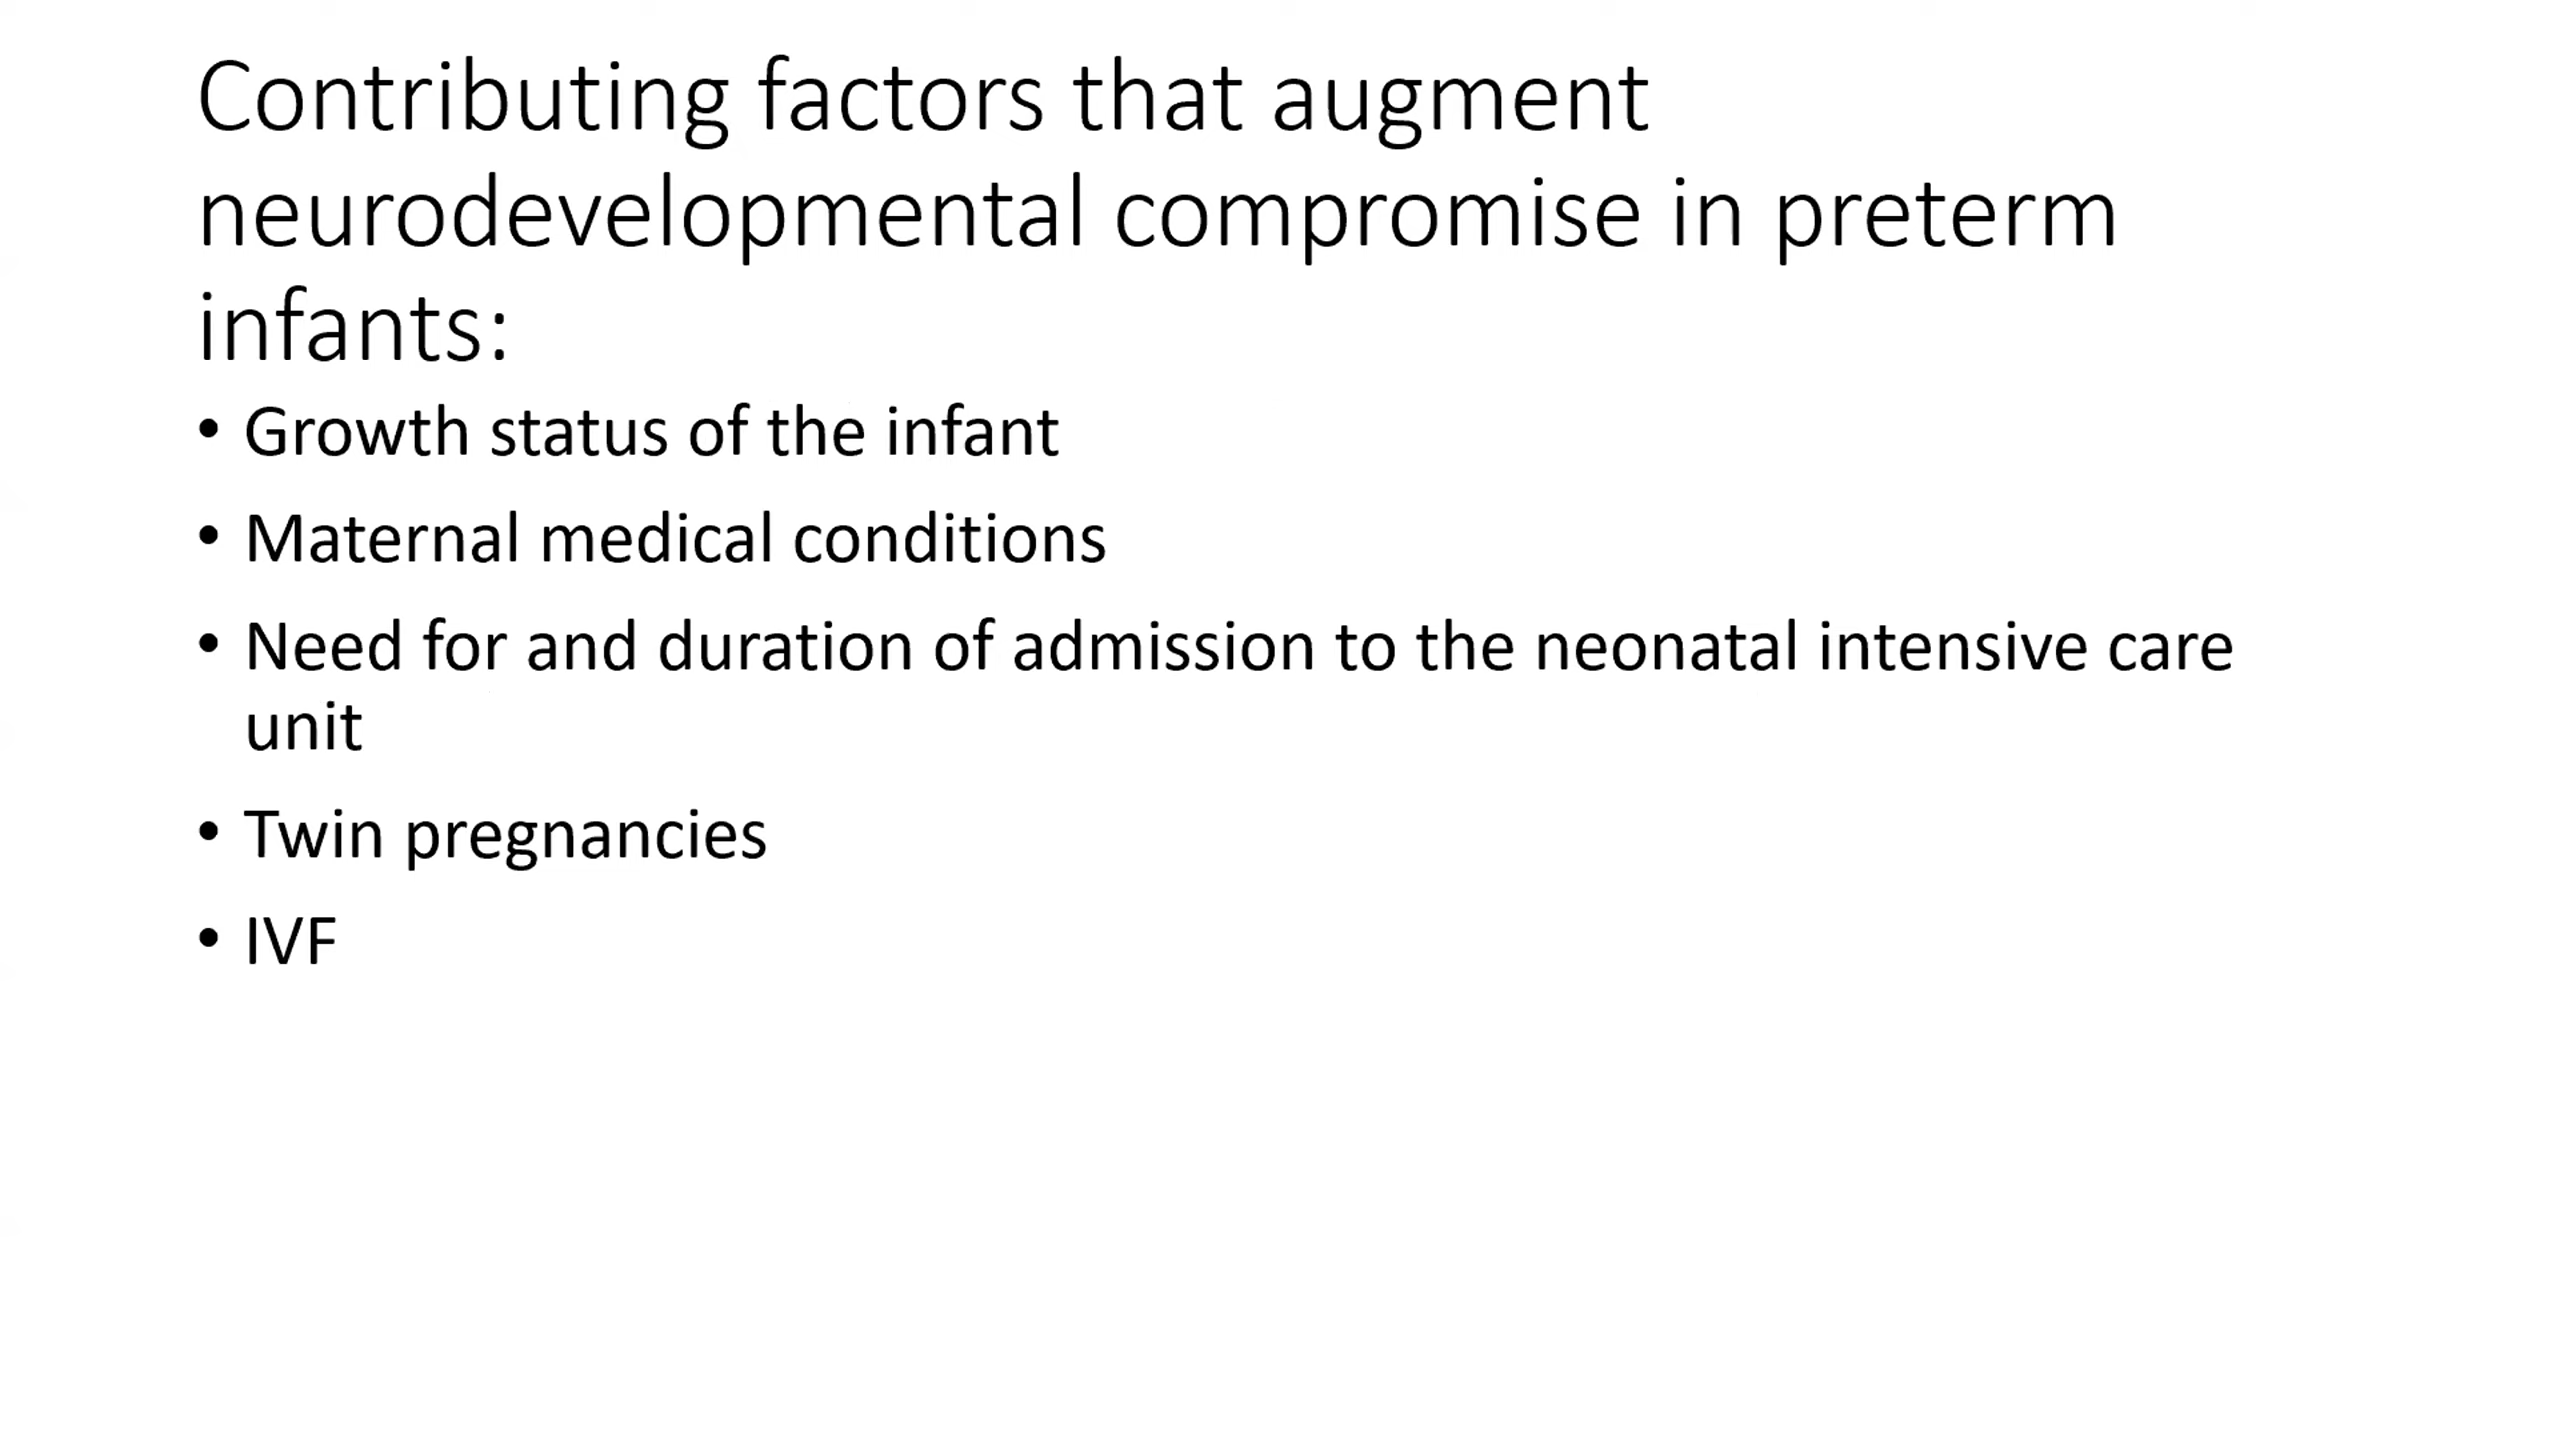 Contributing factors that augment
neurodevelopmental compromise in preterm
infants:
• Growth status of the infant
• Maternal medical conditions
• Need for and duration of admission to the neonatal intensive care
unit
• Twin pregnancies
• IVF